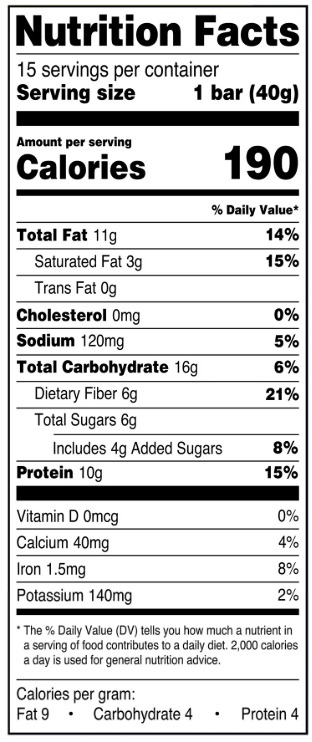 Nutrition Facts
15 servings per container
Serving size 1 bar (40g)
Amount per serving
Calories 190
% Daily Value*
Total Fat 11g 14%
Saturated Fat 3g 15%
Trans Fat 0g
Cholesterol 0mg 0%
Sodium 120mg 5%
Total Carbohydrate 16g 6%
Dietary Fiber 6g 21%
Total Sugars 6g
Includes 4g Added Sugars 8%
Protein 10g 15%
Vitamin D 0mcg 0%
Calcium 40mg 4%
Iron 1.5mg 8%
Potassium 140mg 2%
* The % Daily Value (DV) tells you how much a nutrient in
a serving of food contributes to a daily diet. 2,000 calories
a day is used for general nutrition advice.
Calories per gram:
Fat 9 • Carbohydrate 4 • Protein 4